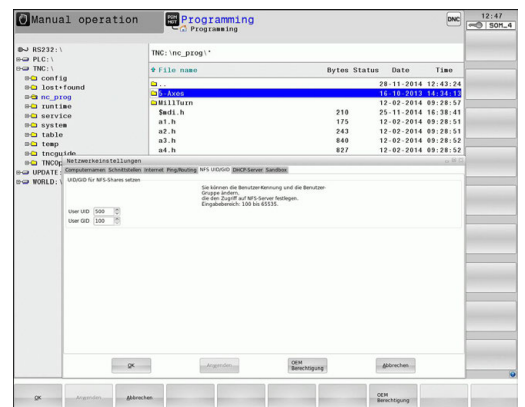 Manual operation
PGM MGT
Programming
Programming
DNC
12:47
SOM_4
RS232:\
PLC:\
TNC:\
config
lost+found
nc_prog
runtime
service
system
table
temp
tncguide
UPDATE:
WORLD:\
TNC:\nc_prog\*
File name Bytes Status Date Time
.. 28-11-2014 12:43:24
5-Axes 16-10-2013 14:34:13
MillTurn 12-02-2014 09:28:57
$mdi.h 210 25-11-2014 16:38:41
a1.h 175 12-02-2014 09:28:51
a2.h 243 12-02-2014 09:28:51
a3.h 840 12-02-2014 09:28:52
a4.h 827 12-02-2014 09:28:52
Netzwerkeinstellungen
Computernamen Schnittstellen Internet Ping/Routing NFS UID/GID DHCP-Server Sandbox
UID/GID für NFS-Shares setzen
Sie können die Benutzer-Kennung und die Benutzer-
Gruppe ändern,
die den Zugriff auf NFS-Server festlegen.
Eingabebereich: 100 bis 65535.
User UID 500
User GID 100
OK
Anwenden
OEM
Berechtigung
Abbrechen
OK
Anwenden
Abbrechen
OEM
Berechtigung